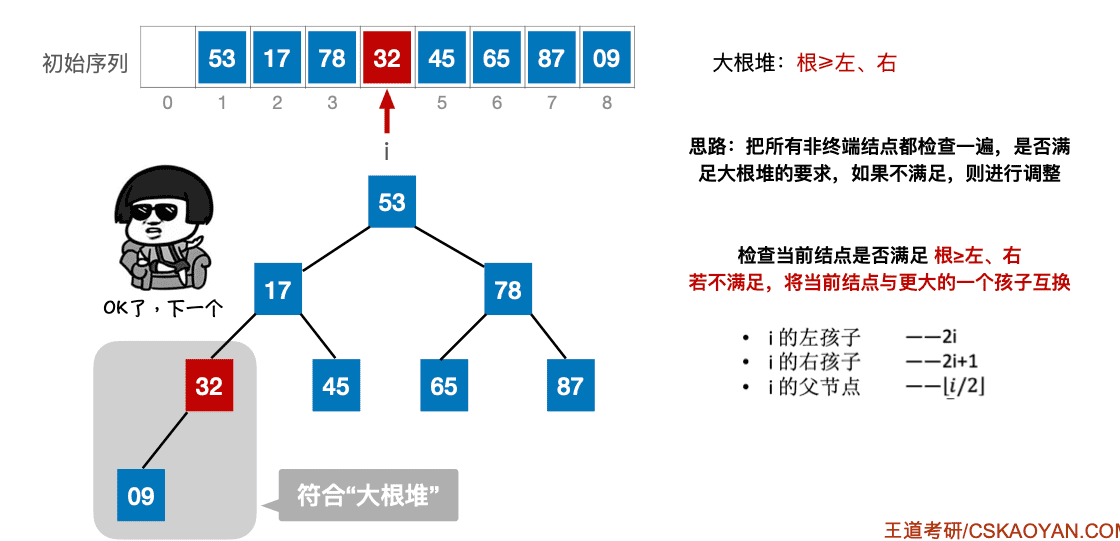 初始序列
53 17 78 32 45 65 87 09
0 1 2 3 5 6 7 8
i
大根堆：根≥左、右
思路：把所有非终端结点都检查一遍，是否满
足大根堆的要求，如果不满足，则进行调整
检查当前结点是否满足 根≥左、右
若不满足，将当前结点与更大的一个孩子互换
• i 的左孩子 ——2i
• i 的右孩子 ——2i+1
• i 的父节点 ——⌊i/2⌋
53
17 78
OK了，下一个
32 45 65 87
09
符合“大根堆”
王道考研/CSKAOYAN.COM